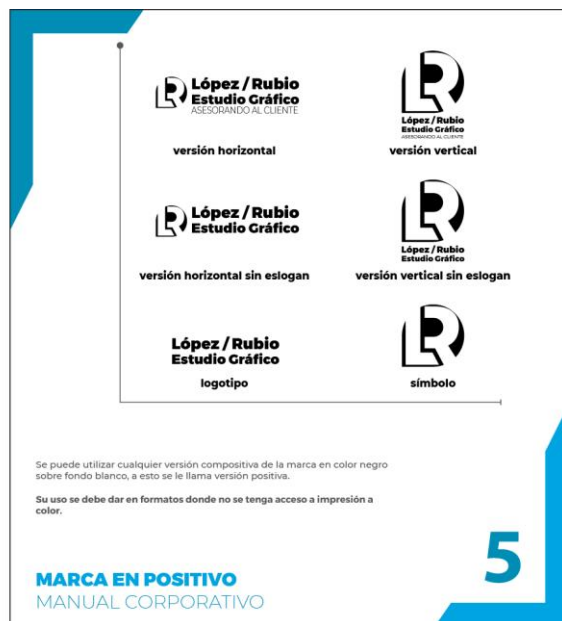 López / Rubio
Estudio Gráfico
ASESORANDO AL CLIENTE
versión horizontal
López / Rubio
Estudio Gráfico
ASESORANDO AL CLIENTE
versión vertical
López / Rubio
Estudio Gráfico
versión horizontal sin eslogan
López / Rubio
Estudio Gráfico
versión vertical sin eslogan
López / Rubio
Estudio Gráfico
logotipo
símbolo
Se puede utilizar cualquier versión compositiva de la marca en color negro
sobre fondo blanco, a esto se le llama versión positiva.
Su uso se debe dar en formatos donde no se tenga acceso a impresión a
color.
MARCA EN POSITIVO
MANUAL CORPORATIVO
5